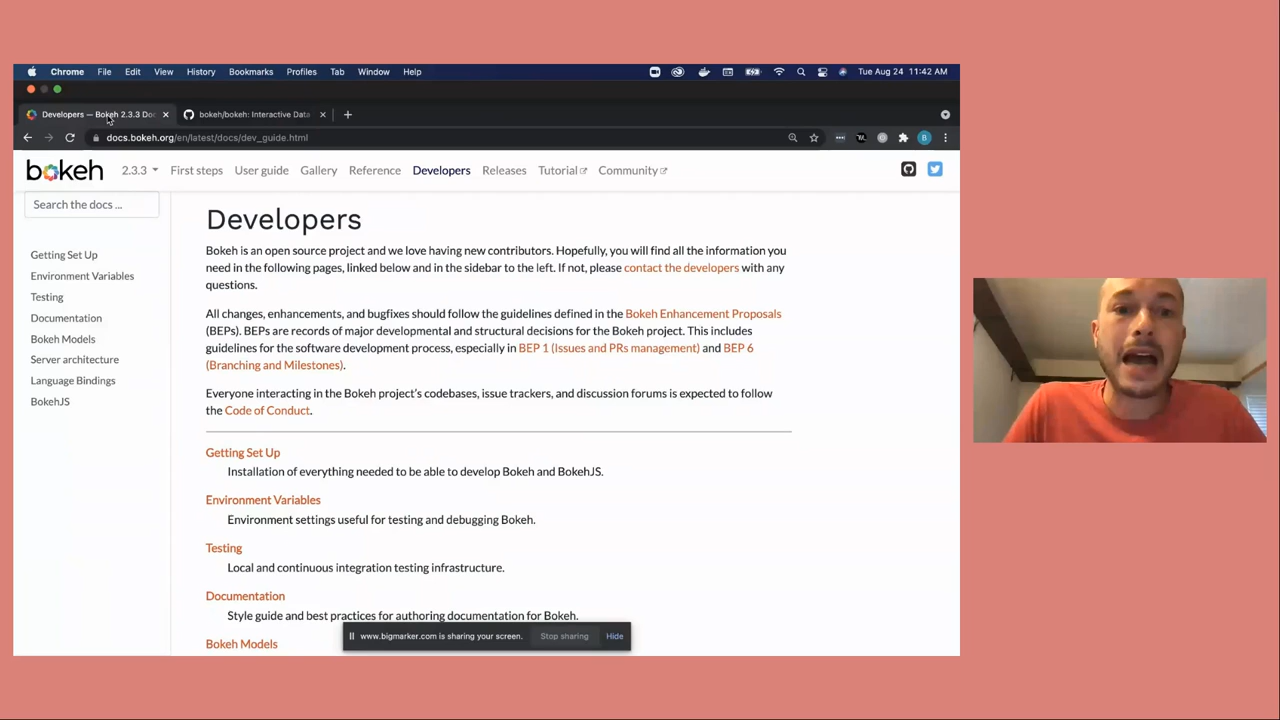 Chrome File Edit View History Bookmarks Profiles Tab Window Help Tue Aug 24 11:42 AM
Developers — Bokeh 2.3.3 Doc bokeh/bokeh: Interactive Data
docs.bokeh.org/en/latest/docs/dev_guide.html B
bokeh 2.3.3 First steps User guide Gallery Reference Developers Releases Tutorial Community
Search the docs ...
Getting Set Up
Environment Variables
Testing
Documentation
Bokeh Models
Server architecture
Language Bindings
BokehJS
Developers
Bokeh is an open source project and we love having new contributors. Hopefully, you will find all the information you
need in the following pages, linked below and in the sidebar to the left. If not, please contact the developers with any
questions.
All changes, enhancements, and bugfixes should follow the guidelines defined in the Bokeh Enhancement Proposals
(BEPs). BEPs are records of major developmental and structural decisions for the Bokeh project. This includes
guidelines for the software development process, especially in BEP 1 (Issues and PRs management) and BEP 6
(Branching and Milestones).
Everyone interacting in the Bokeh project's codebases, issue trackers, and discussion forums is expected to follow
the Code of Conduct.
Getting Set Up
Installation of everything needed to be able to develop Bokeh and BokehJS.
Environment Variables
Environment settings useful for testing and debugging Bokeh.
Testing
Local and continuous integration testing infrastructure.
Documentation
Style guide and best practices for authoring documentation for Bokeh.
Bokeh Models
www.bigmarker.com is sharing your screen. Stop sharing Hide